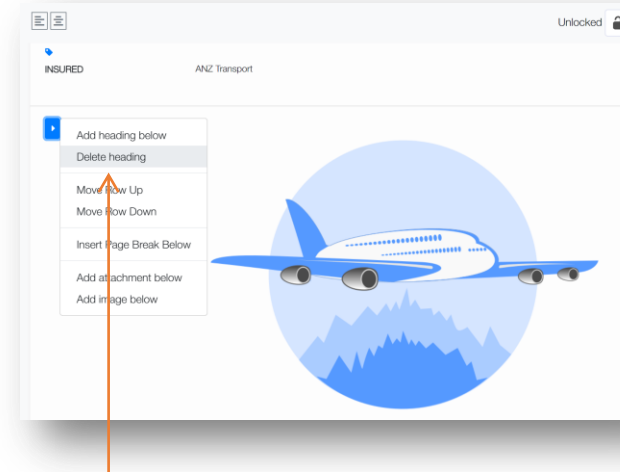 Unlocked
INSURED ANZ Transport
Add heading below
Delete heading
Move Row Up
Move Row Down
Insert Page Break Below
Add attachment below
Add image below